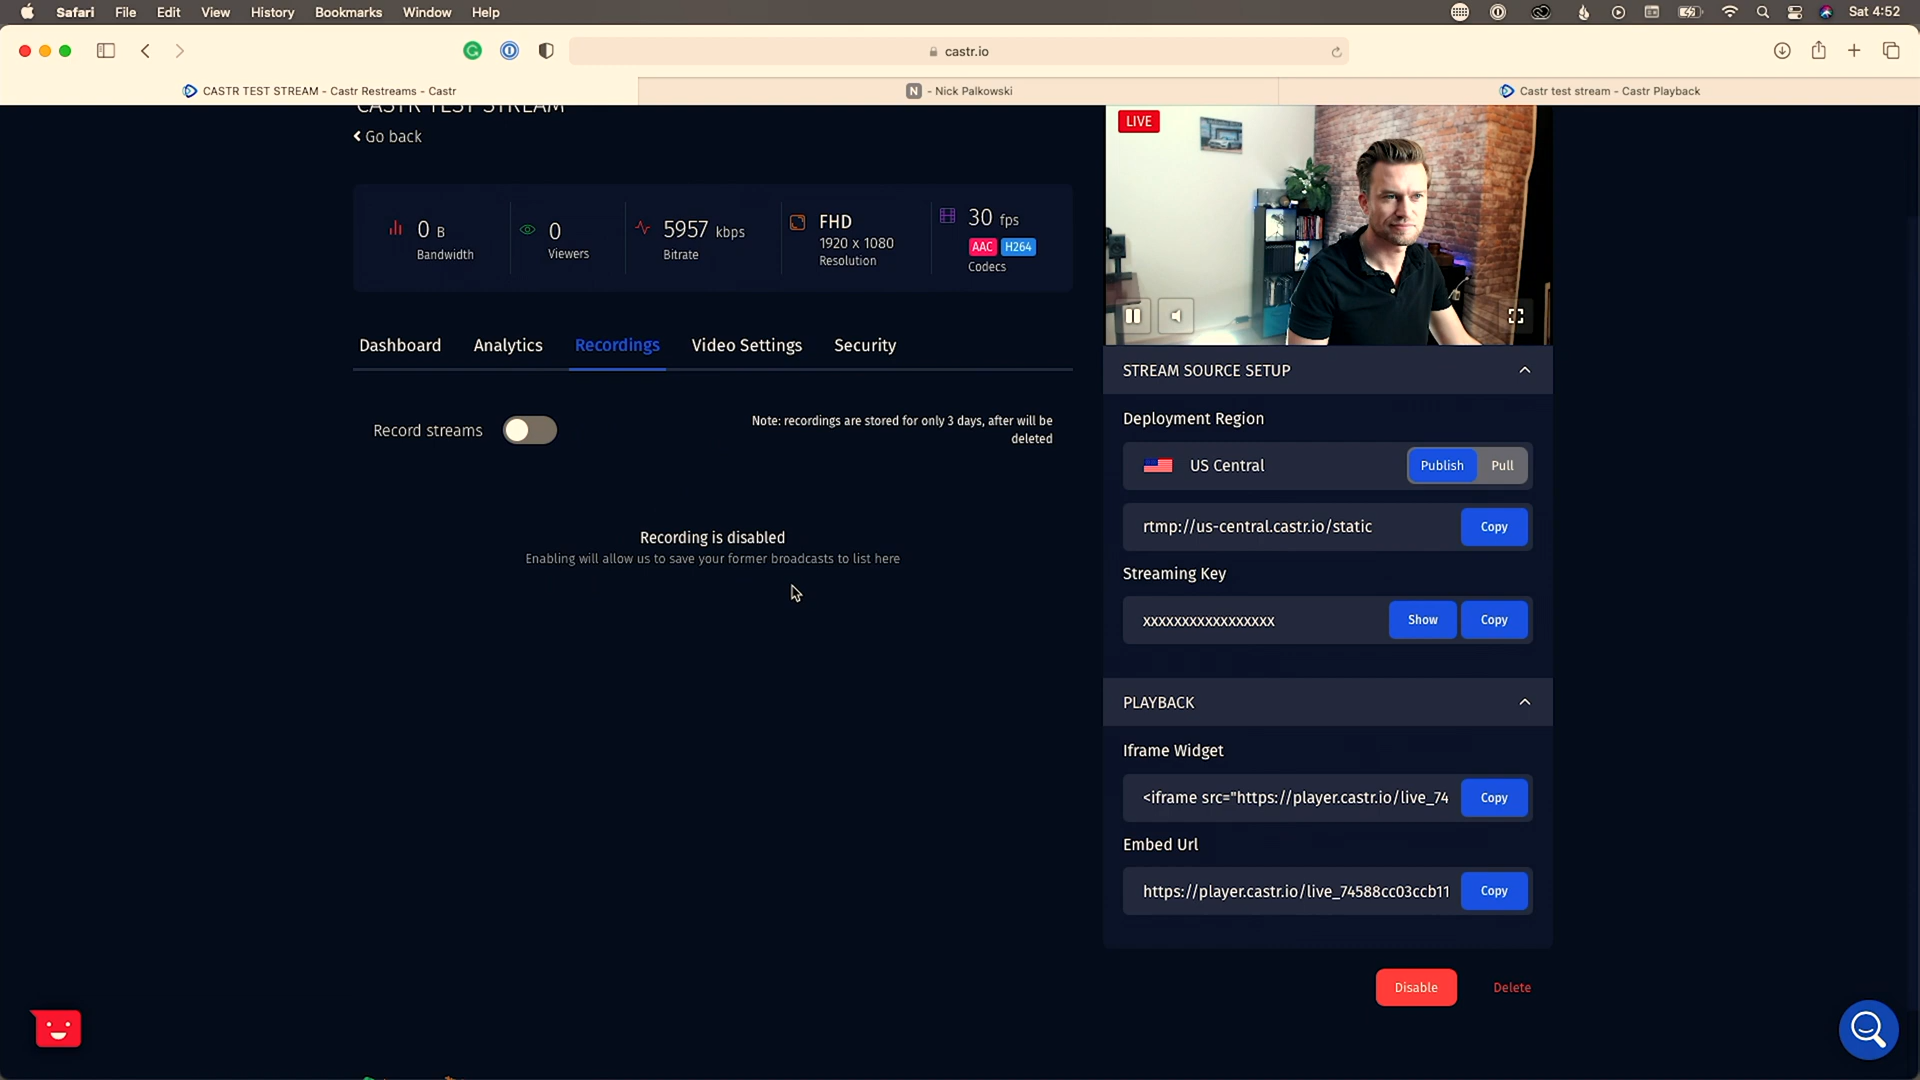 Safari File Edit View History Bookmarks Window Help Sat 4:52
castr.io
CASTR TEST STREAM - Castr Restreams - Castr
N - Nick Palkowski
Castr test stream - Castr Playback
CASTR TEST STREAM
Go back
0 B
Bandwidth
0
Viewers
5957 kbps
Bitrate
FHD
1920 x 1080
Resolution
30 fps
AAC H264
Codecs
Dashboard Analytics Recordings Video Settings Security
Record streams
Note: recordings are stored for only 3 days, after will be
deleted
Recording is disabled
Enabling will allow us to save your former broadcasts to list here
LIVE
STREAM SOURCE SETUP
Deployment Region
US Central Publish Pull
rtmp://us-central.castr.io/static Copy
Streaming Key
xxxxxxxxxxxxxxxxx Show Copy
PLAYBACK
Iframe Widget
<iframe src="https://player.castr.io/live_74 Copy
Embed Url
https://player.castr.io/live_74588cc03ccb11 Copy
Disable Delete